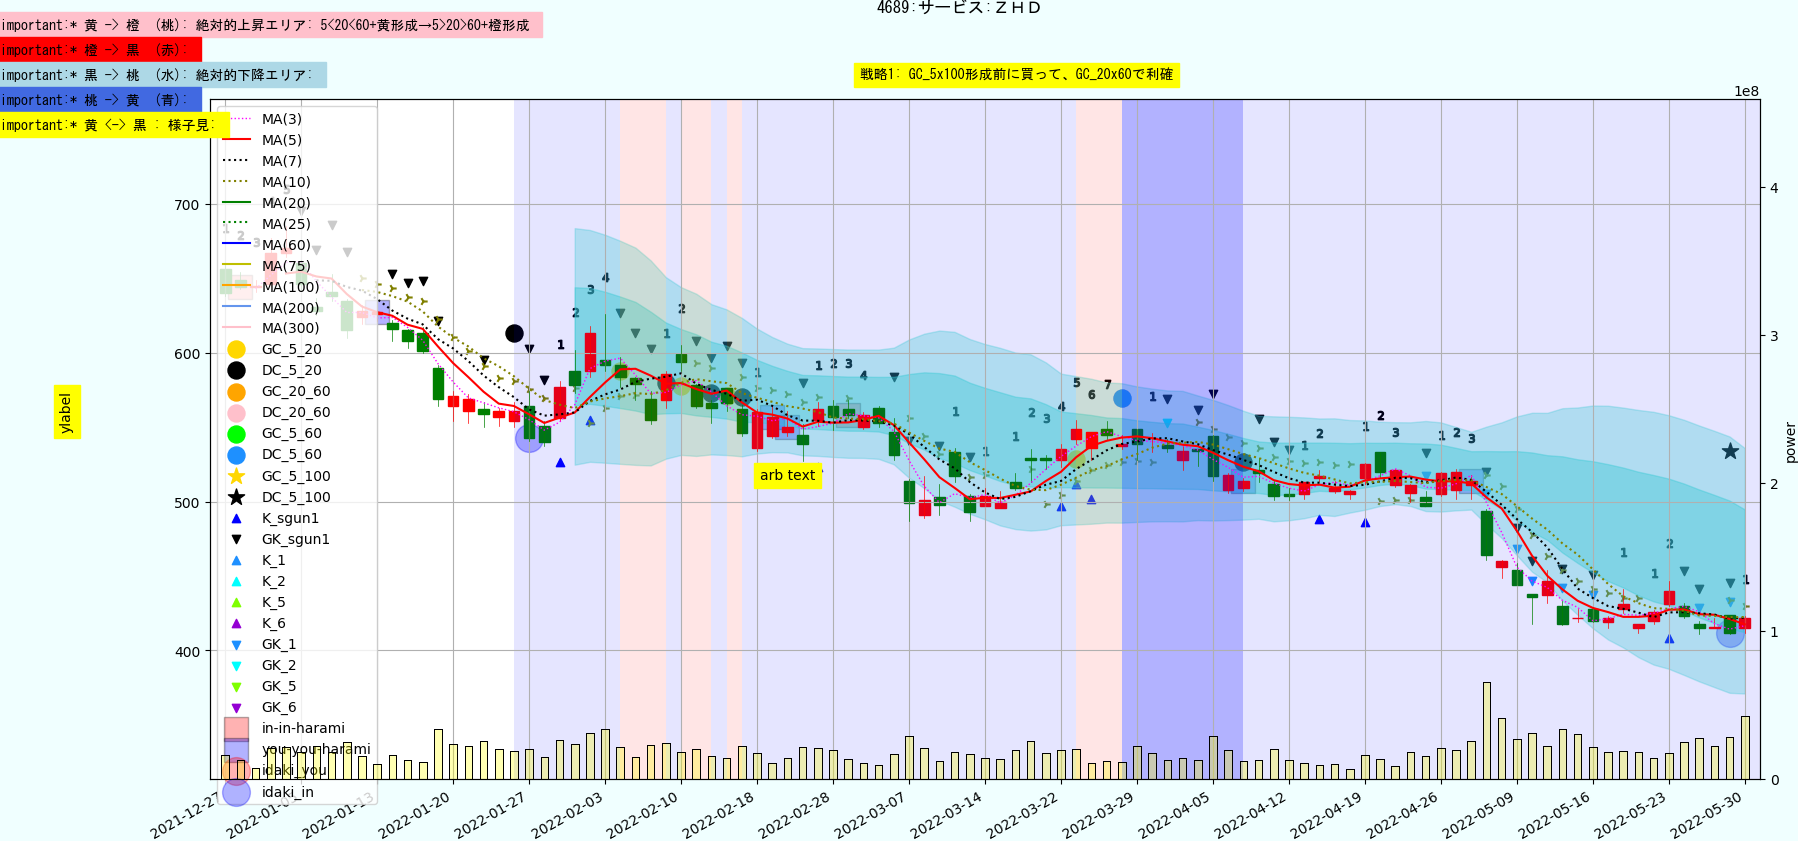 4689:サービス:ＺＨＤ
important:* 黄 -> 橙 (桃): 絶対的上昇エリア: 5<20<60+黄形成→5>20>60+橙形成
important:* 橙 -> 黒 (赤):
important:* 黒 -> 桃 (水): 絶対的下降エリア:
戦略1: GC_5x100形成前に買って、GC_20x60で利確
important:* 桃 -> 黄 (青):
important:* 黄 <-> 黒 : 様子見:
1e8
MA(3)
MA(5)
MA(7)
MA(10)
MA(20)
MA(25)
MA(60)
MA(75)
MA(100)
MA(200)
MA(300)
GC_5_20
DC_5_20
GC_20_60
DC_20_60
GC_5_60
DC_5_60
GC_5_100
DC_5_100
K_sgun1
GK_sgun1
K_1
K_2
K_5
K_6
GK_1
GK_2
GK_5
GK_6
in-in-harami
you-you-harami
idaki_you
idaki_in
700
600
500
400
ylabel
arb text
4
3
2
1
0
power
2021-12-27
2022-01-13
2022-01-20
2022-01-27
2022-02-03
2022-02-10
2022-02-18
2022-02-28
2022-03-07
2022-03-14
2022-03-22
2022-03-29
2022-04-05
2022-04-12
2022-04-19
2022-04-26
2022-05-09
2022-05-16
2022-05-23
2022-05-30